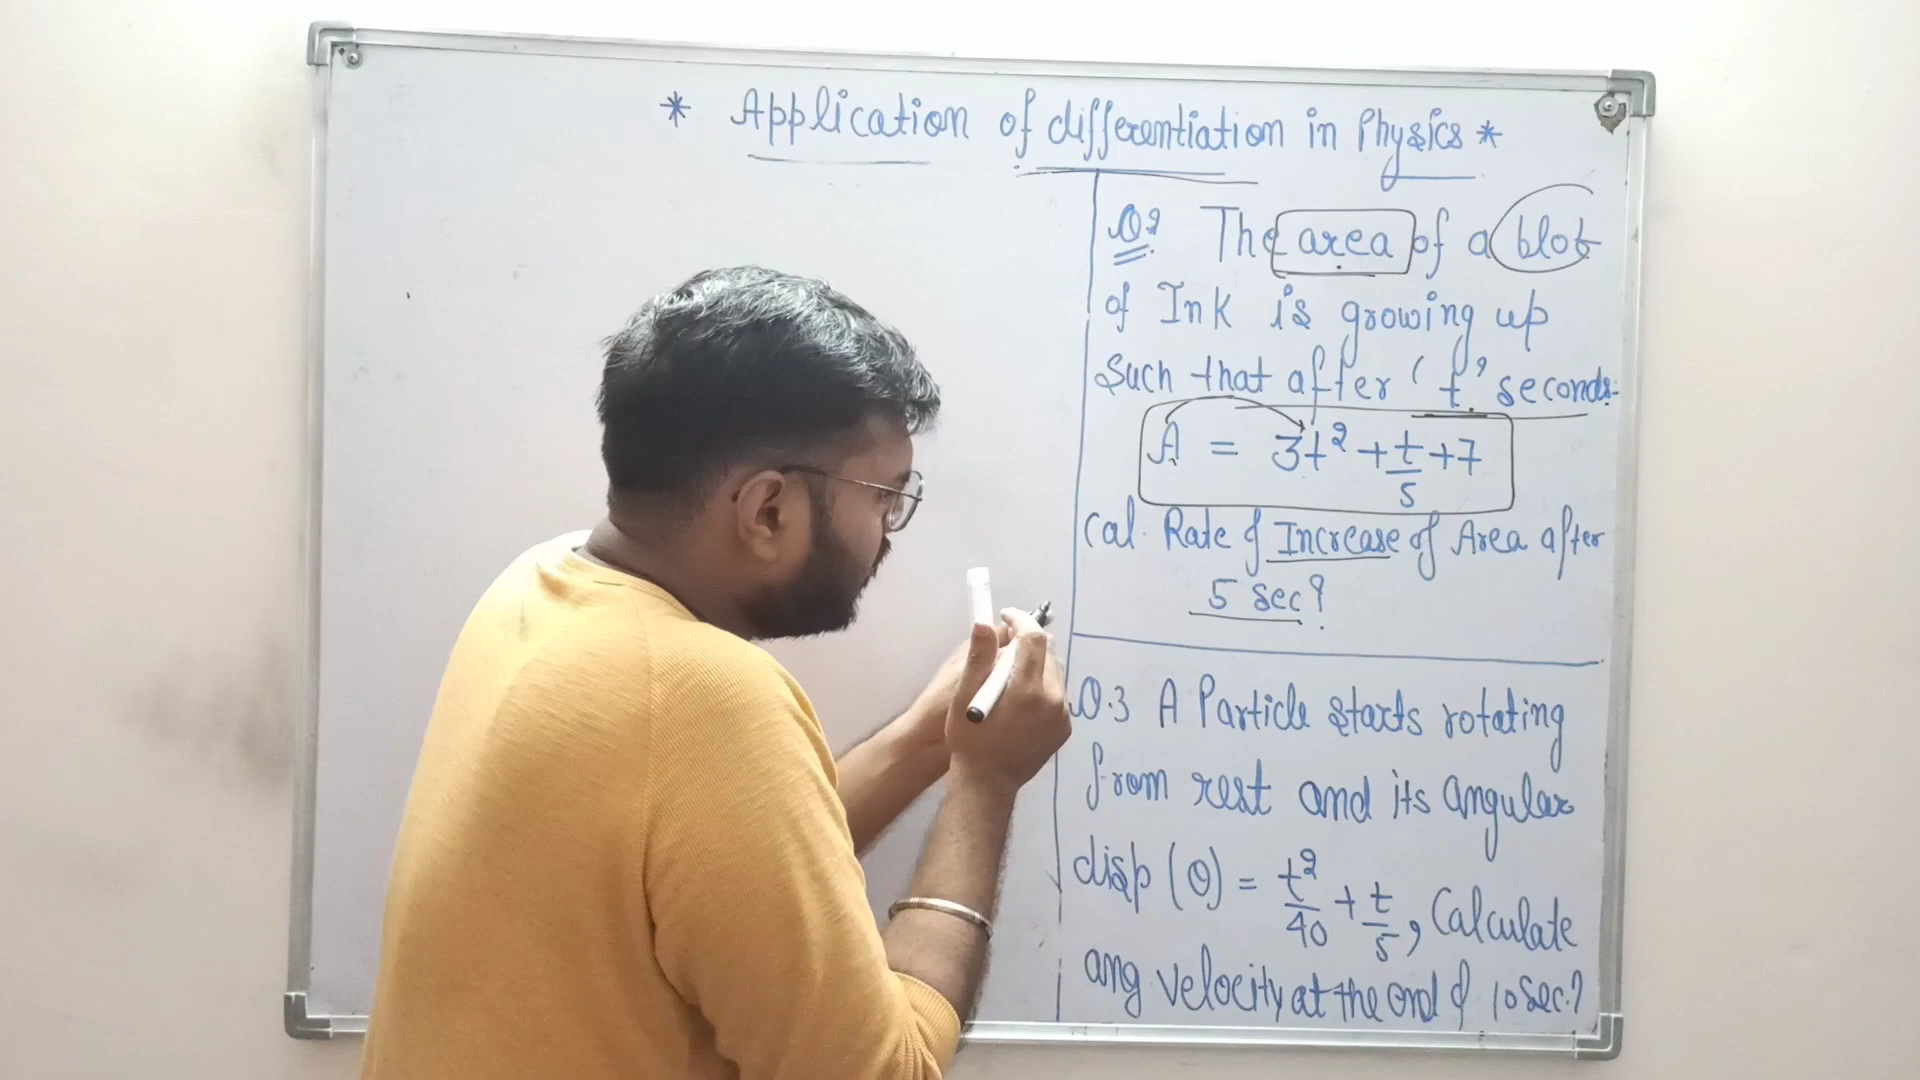 * Application of differentiation in Physics *
Q.2 The area of a blot
of Ink is growing up
Such that after 't' seconds.
A = 3t² + t/5 + 7
Cal. Rate of Increase of Area after
5 sec?
Q.3 A Particle starts rotating
from rest and its angular
disp (θ) = t²/40 + t/5, Calculate
ang velocity at the end of 10 sec.?